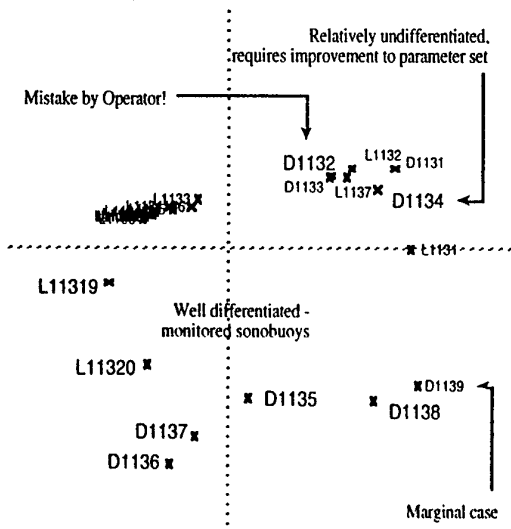 Relatively undifferentiated,
requires improvement to parameter set
Mistake by Operator!
L1132
D1132
D1131
D1133
L1137
D1134
L1133
L1131
L11319
Well differentiated -
monitored sonobuoys
L11320
D1139
D1135
D1138
D1137
D1136
Marginal case